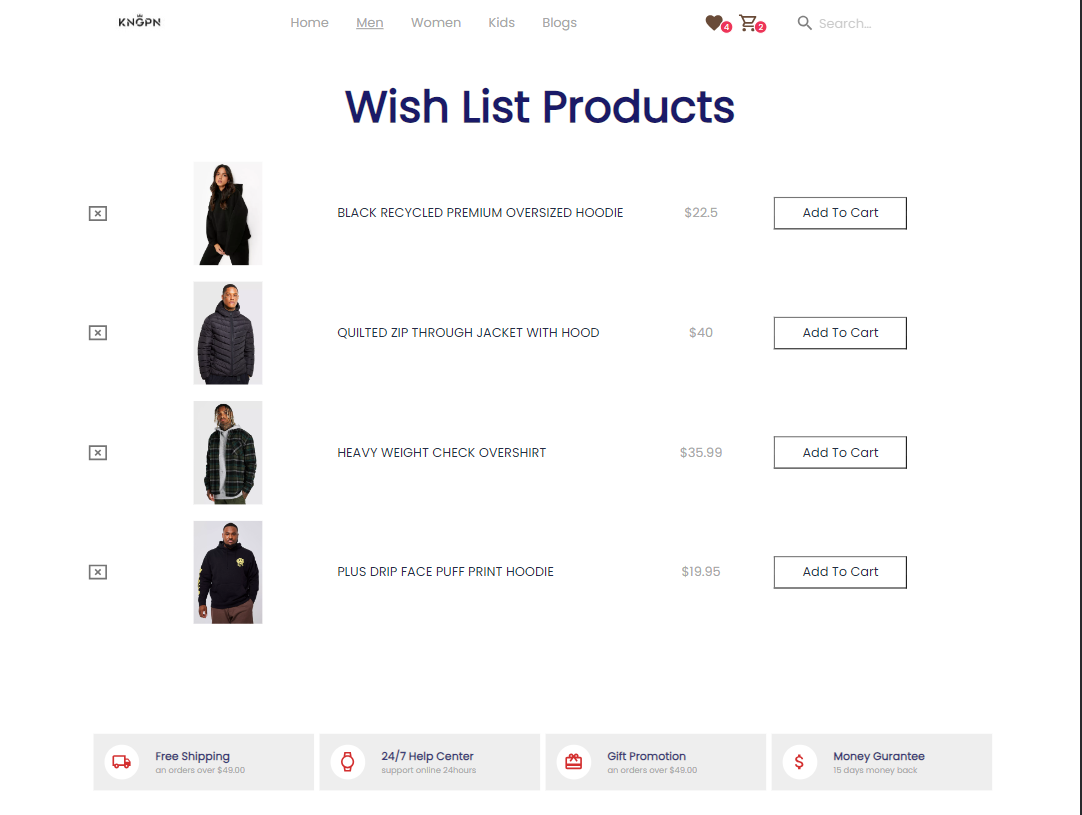 KNGPN
Home Men Women Kids Blogs
4 2 Search...
Wish List Products
BLACK RECYCLED PREMIUM OVERSIZED HOODIE $22.5 Add To Cart
QUILTED ZIP THROUGH JACKET WITH HOOD $40 Add To Cart
HEAVY WEIGHT CHECK OVERSHIRT $35.99 Add To Cart
PLUS DRIP FACE PUFF PRINT HOODIE $19.95 Add To Cart
Free Shipping
an orders over $49.00
24/7 Help Center
support online 24hours
Gift Promotion
an orders over $49.00
Money Gurantee
15 days money back